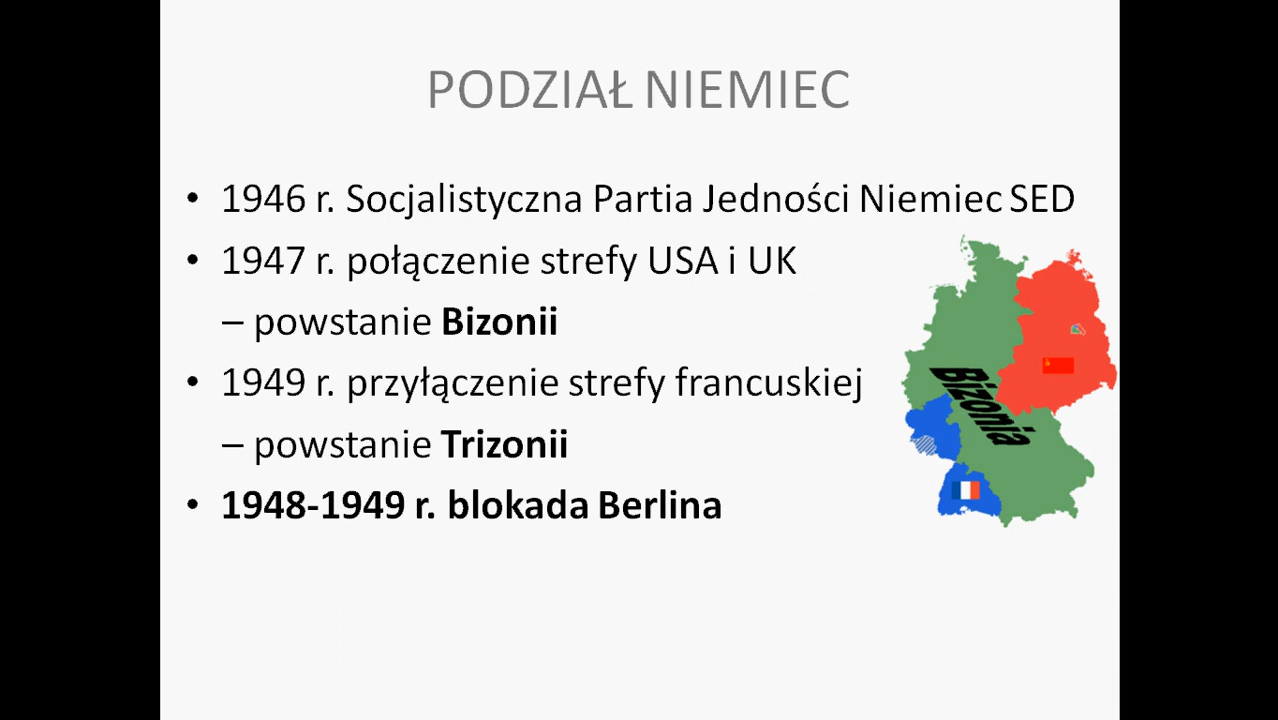 PODZIAŁ NIEMIEC
• 1946 r. Socjalistyczna Partia Jedności Niemiec SED
• 1947 r. połączenie strefy USA i UK
– powstanie Bizonii
• 1949 r. przyłączenie strefy francuskiej
– powstanie Trizonii
• 1948-1949 r. blokada Berlina
Bizonia